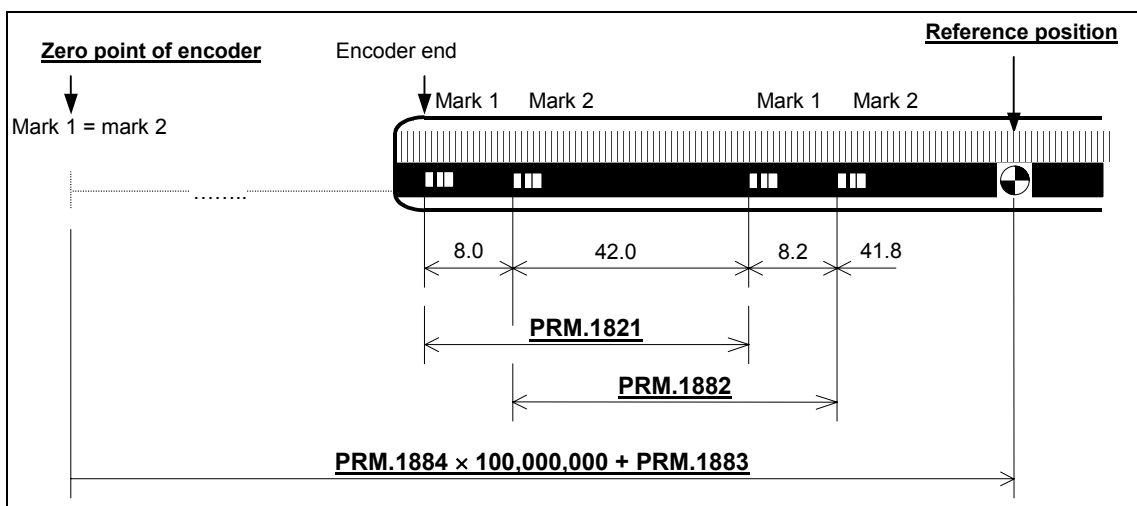 Reference position
Zero point of encoder
Encoder end
Mark 1 Mark 2 Mark 1 Mark 2
Mark 1 = mark 2
........
8.0 42.0 8.2 41.8
PRM.1821
PRM.1882
PRM.1884 × 100,000,000 + PRM.1883